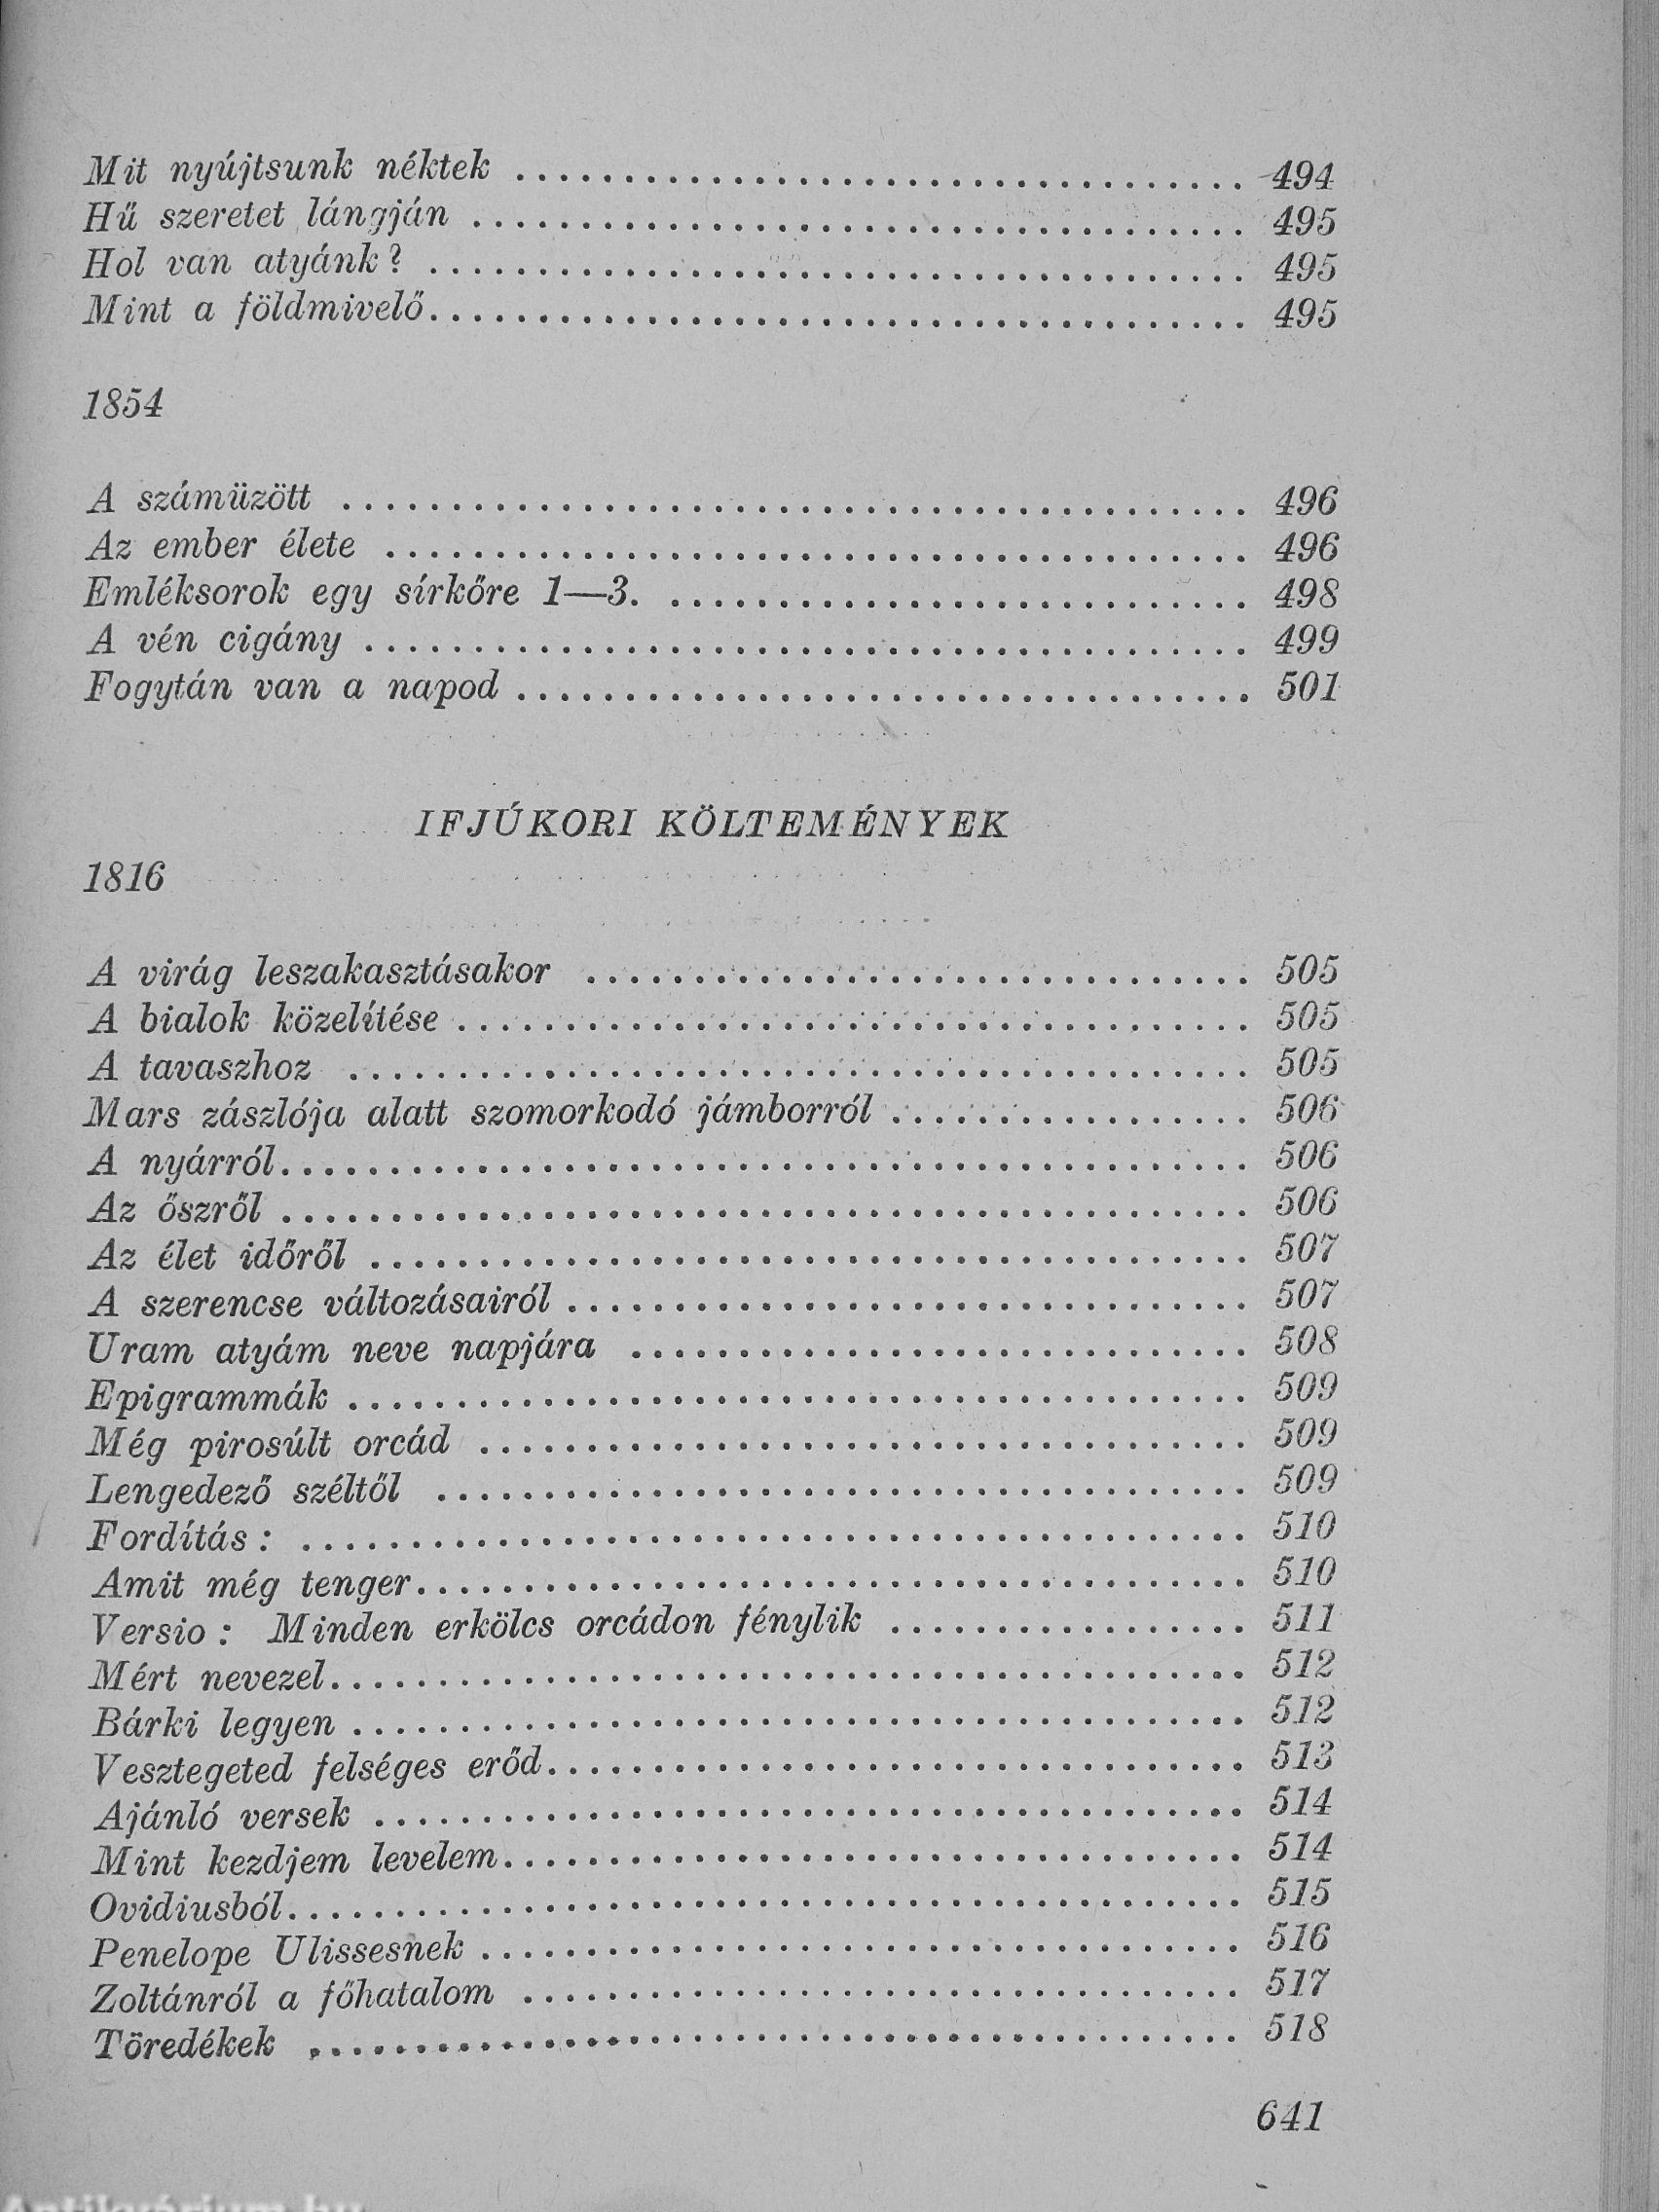 Mit nyújtsunk néktek ........ 494
Hű szeretet lángján ........ 495
Hol van atyánk? ........ 495
Mint a földmivelő ........ 495
1854
A számüzött ........ 496
Az ember élete ........ 496
Emléksorok egy sírkőre 1—3. ........ 498
A vén cigány ........ 499
Fogytán van a napod ........ 501
IFJÚKORI KÖLTEMÉNYEK
1816
A virág leszakasztásakor ........ 505
A bialok közelítése ........ 505
A tavaszhoz ........ 505
Mars zászlója alatt szomorkodó jámborról ........ 506
A nyárról ........ 506
Az őszről ........ 506
Az élet időről ........ 507
A szerencse változásairól ........ 507
Uram atyám neve napjára ........ 508
Epigrammák ........ 509
Még pirosúlt orcád ........ 509
Lengedező széltől ........ 509
Fordítás: ........ 510
Amit még tenger ........ 510
Versio: Minden erkölcs orcádon fénylik ........ 511
Mért nevezel ........ 512
Bárki legyen ........ 512
Vesztegeted felséges erőd ........ 513
Ajánló versek ........ 514
Mint kezdjem levelem ........ 514
Ovidiusból ........ 515
Penelope Ulissesnek ........ 516
Zoltánról a főhatalom ........ 517
Töredékek ........ 518
641